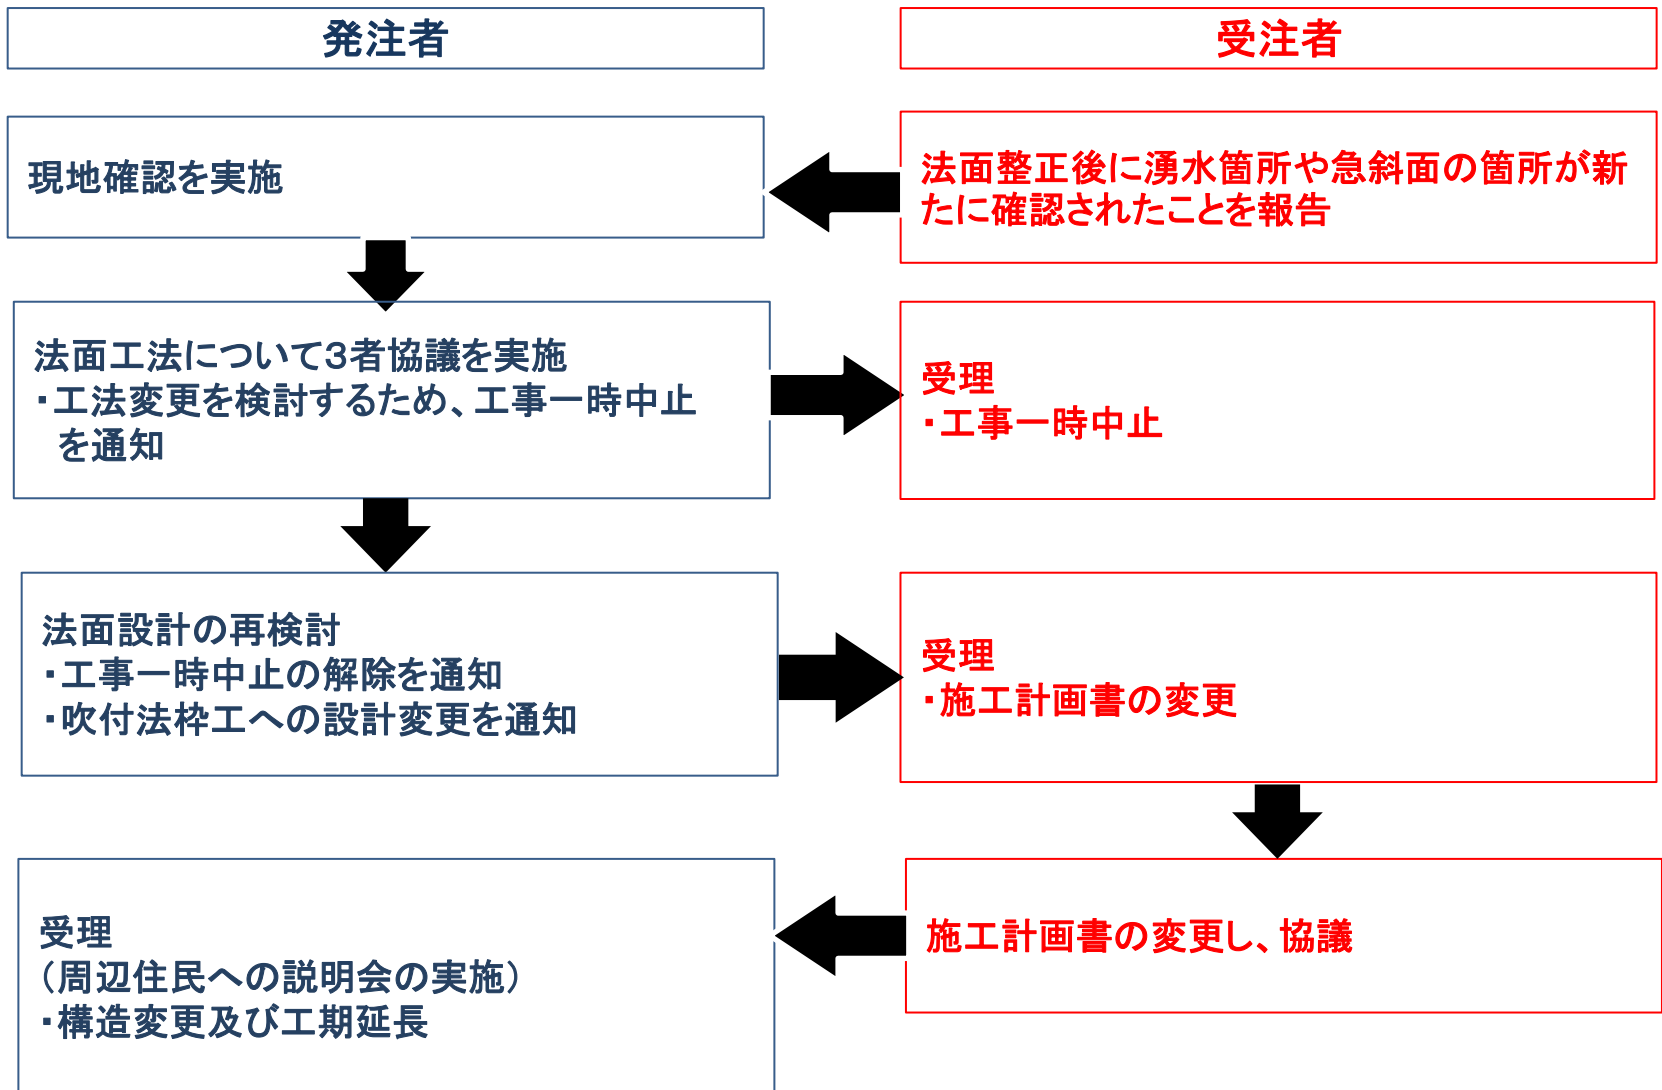 発注者
受注者
現地確認を実施
法面整正後に湧水箇所や急斜面の箇所が新
たに確認されたことを報告
法面工法について３者協議を実施
・工法変更を検討するため、工事一時中止
を通知
受理
・工事一時中止
法面設計の再検討
・工事一時中止の解除を通知
・吹付法枠工への設計変更を通知
受理
・施工計画書の変更
受理
（周辺住民への説明会の実施）
・構造変更及び工期延長
施工計画書の変更し、協議